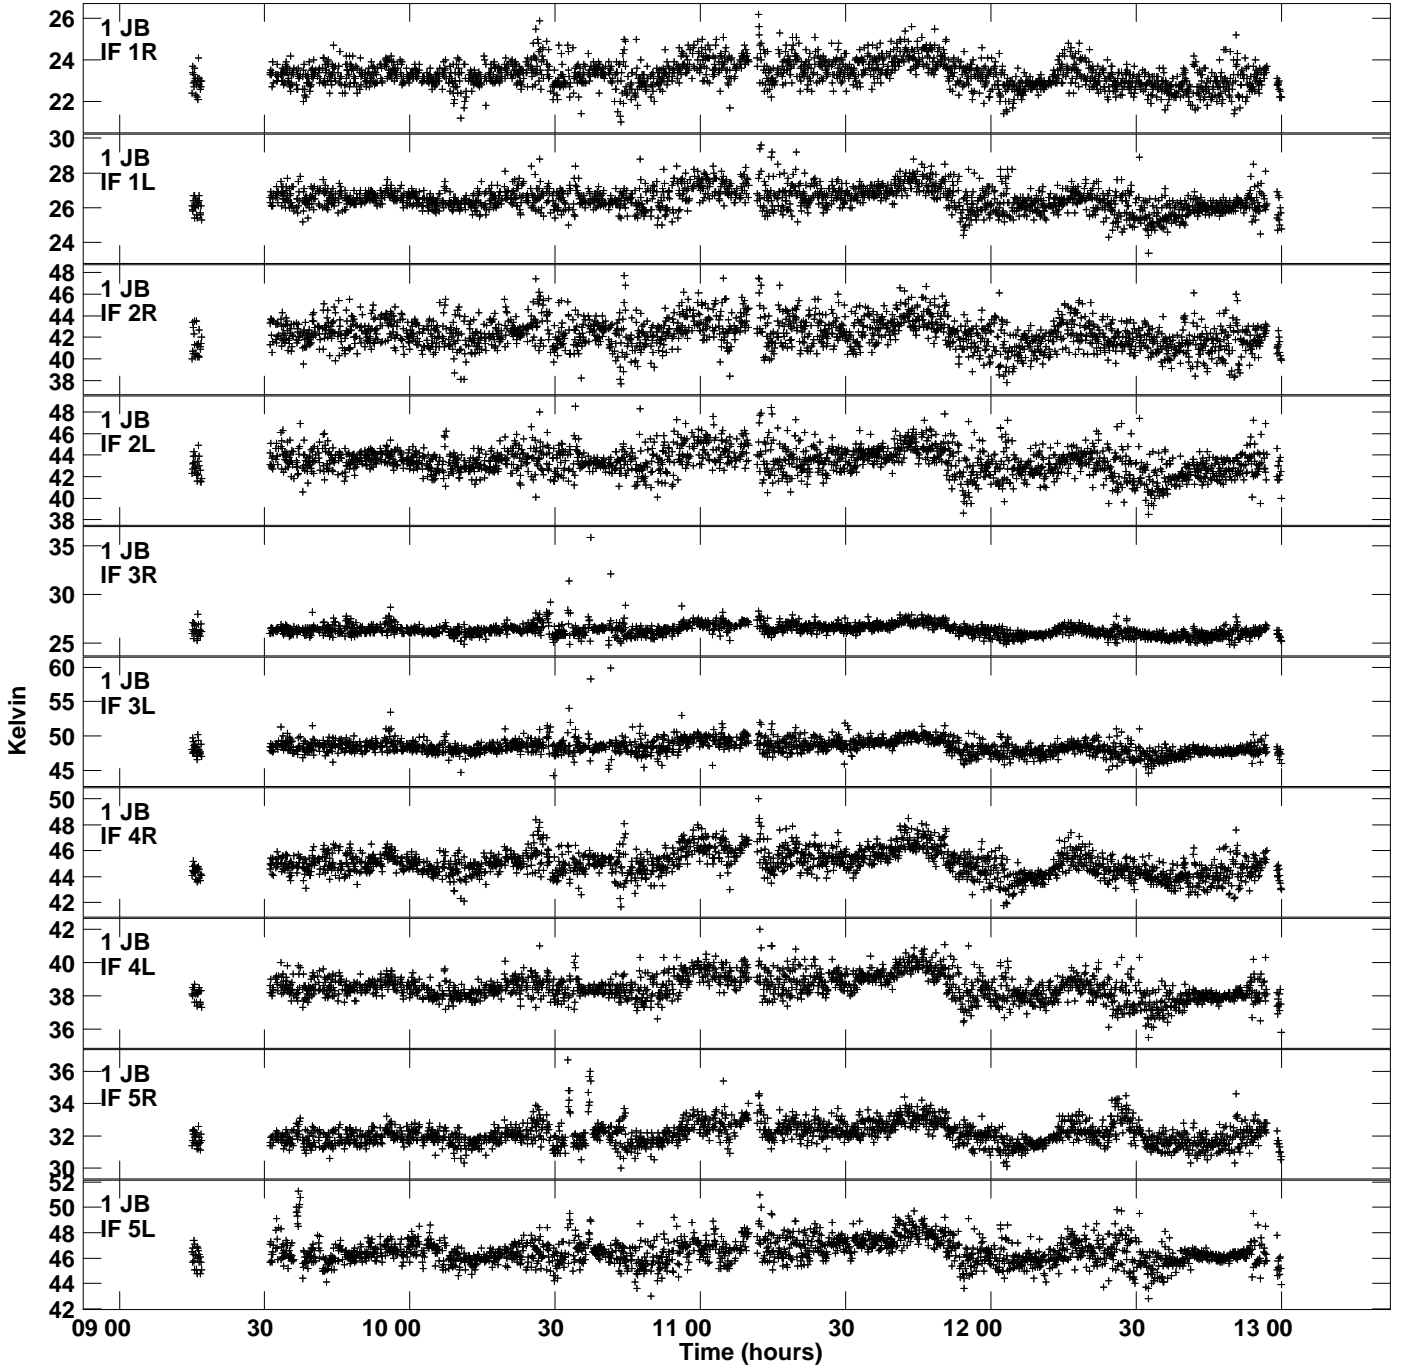 26
24
22
1 JB
IF 1R
30
28
26
24
1 JB
IF 1L
48
46
44
42
40
38
1 JB
IF 2R
48
46
44
42
40
38
1 JB
IF 2L
35
30
25
1 JB
IF 3R
60
55
50
45
1 JB
IF 3L
Kelvin
50
48
46
44
42
1 JB
IF 4R
42
40
38
36
1 JB
IF 4L
36
34
32
30
1 JB
IF 5R
52
50
48
46
44
42
1 JB
IF 5L
09 00 30 10 00 30 11 00 30 12 00 30 13 00
Time (hours)